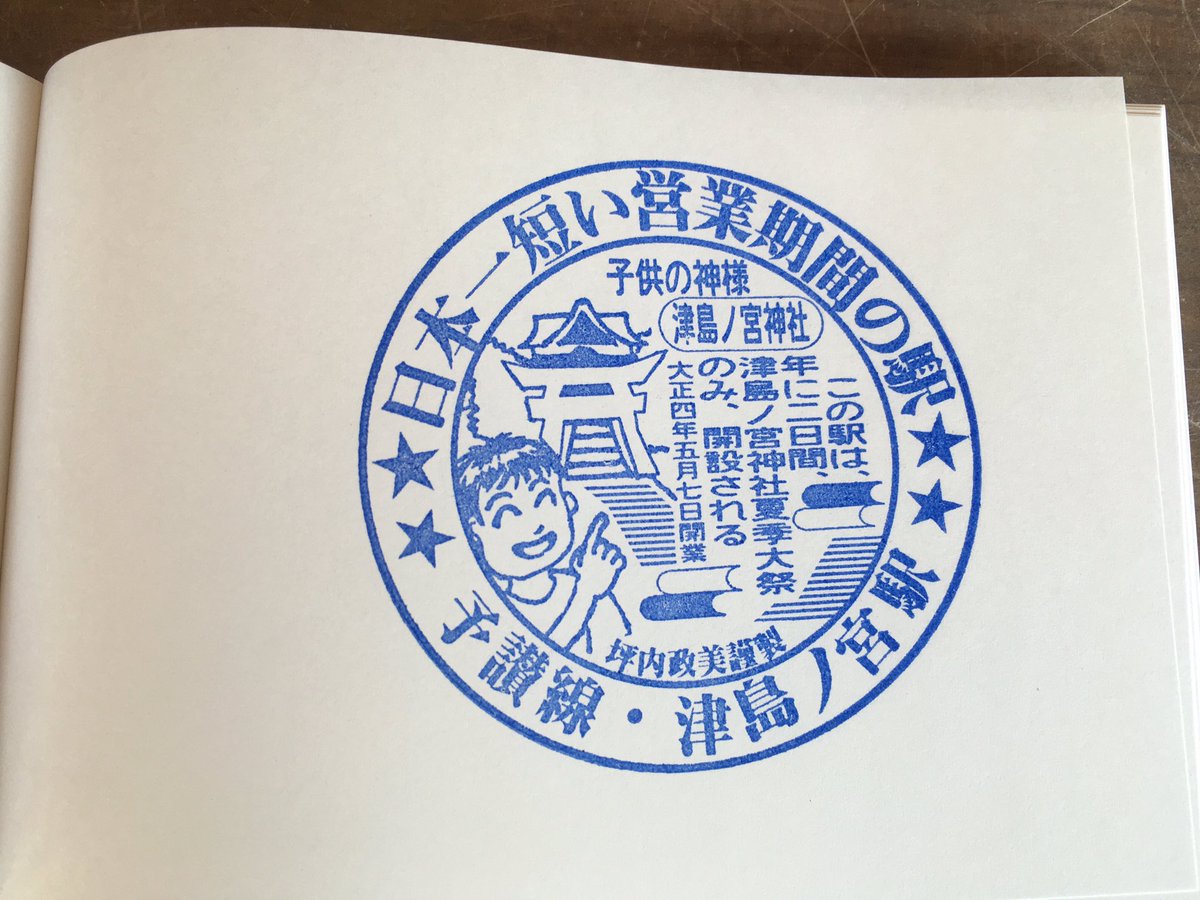 日本一短い営業期間の駅
子供の神様
津島ノ宮神社
この駅は、
年に二日間、
津島ノ宮神社夏季大祭
のみ、開設される
大正四年五月七日開業
坪内政美謹製
予讃線・津島ノ宮駅